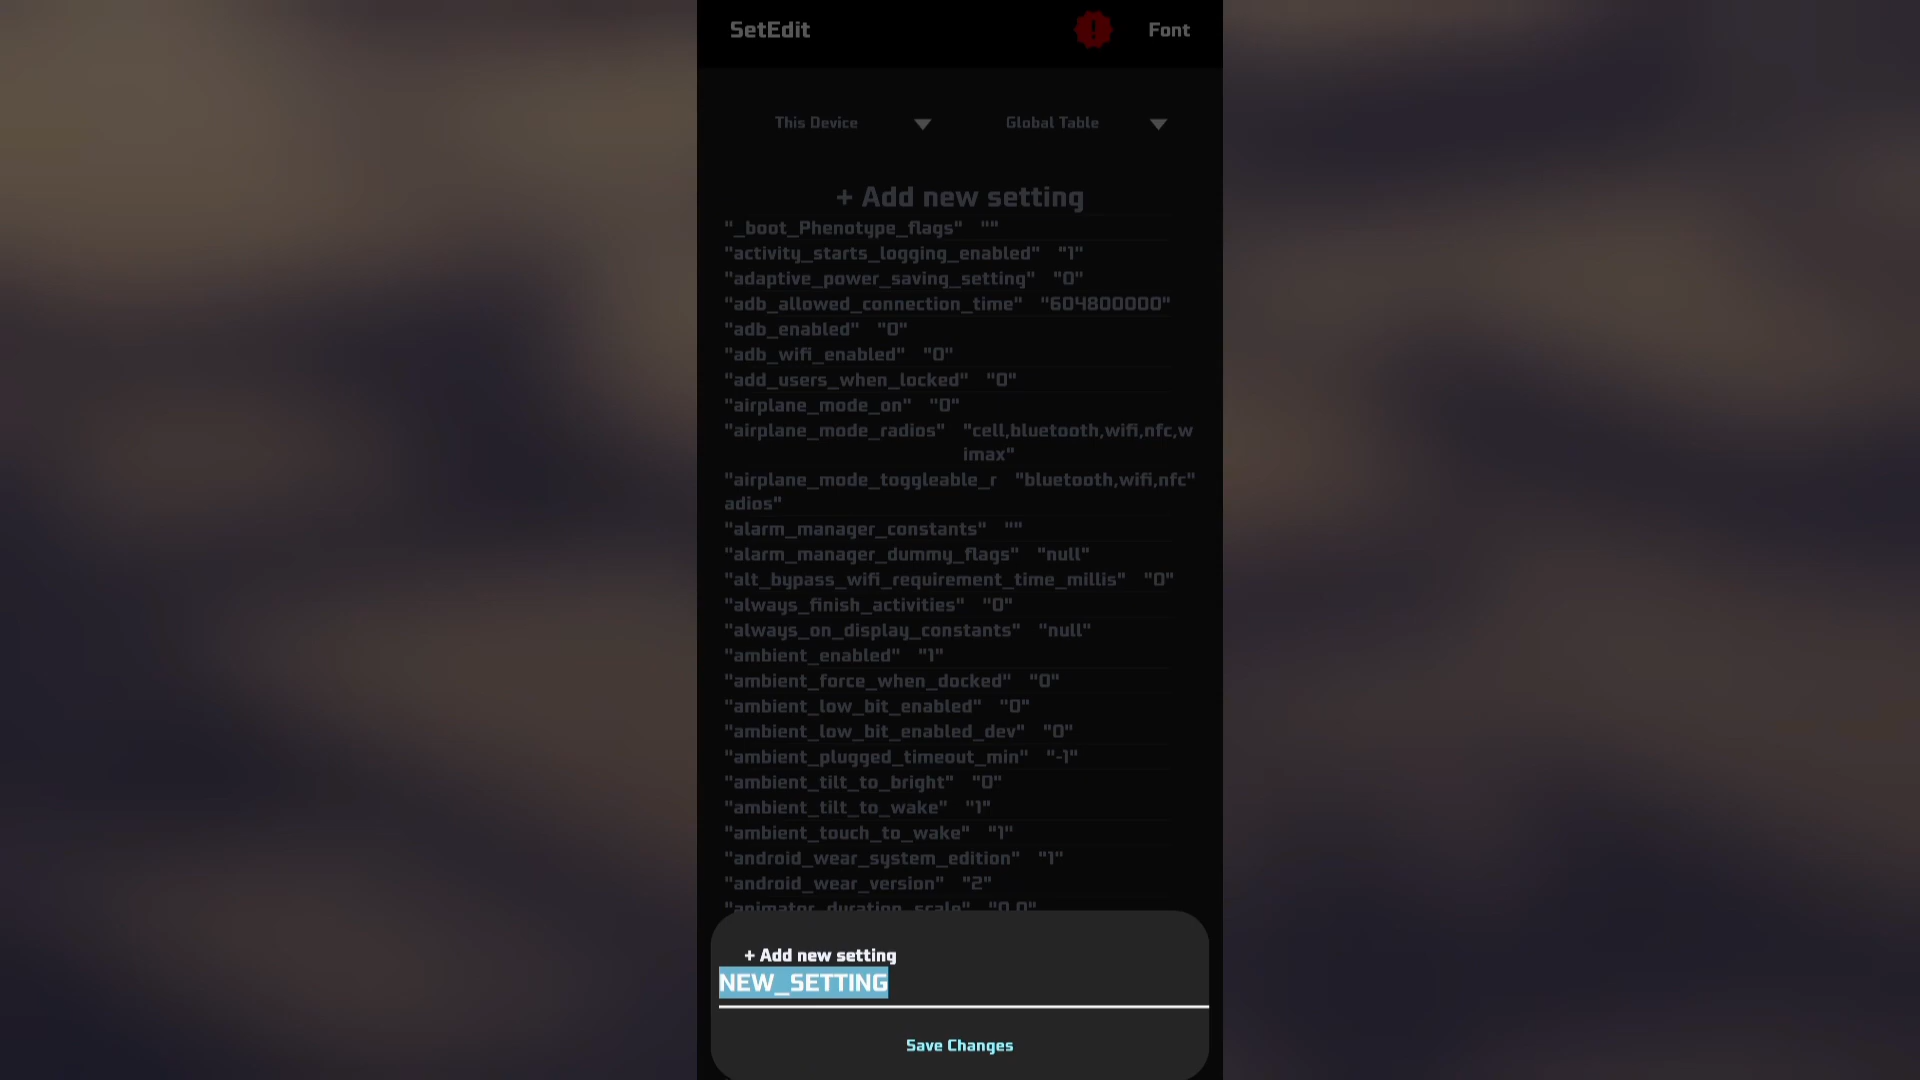 SetEdit
!
Font
This Device
Global Table
+ Add new setting
"_boot_Phenotype_flags" ""
"activity_starts_logging_enabled" "1"
"adaptive_power_saving_setting" "0"
"adb_allowed_connection_time" "604800000"
"adb_enabled" "0"
"adb_wifi_enabled" "0"
"add_users_when_locked" "0"
"airplane_mode_on" "0"
"airplane_mode_radios" "cell,bluetooth,wifi,nfc,w
imax"
"airplane_mode_toggleable_r "bluetooth,wifi,nfc"
adios"
"alarm_manager_constants" ""
"alarm_manager_dummy_flags" "null"
"alt_bypass_wifi_requirement_time_millis" "0"
"always_finish_activities" "0"
"always_on_display_constants" "null"
"ambient_enabled" "1"
"ambient_force_when_docked" "0"
"ambient_low_bit_enabled" "0"
"ambient_low_bit_enabled_dev" "0"
"ambient_plugged_timeout_min" "-1"
"ambient_tilt_to_bright" "0"
"ambient_tilt_to_wake" "1"
"ambient_touch_to_wake" "1"
"android_wear_system_edition" "1"
"android_wear_version" "2"
"animator_duration_scale" "0.0"
+ Add new setting
NEW_SETTING
Save Changes